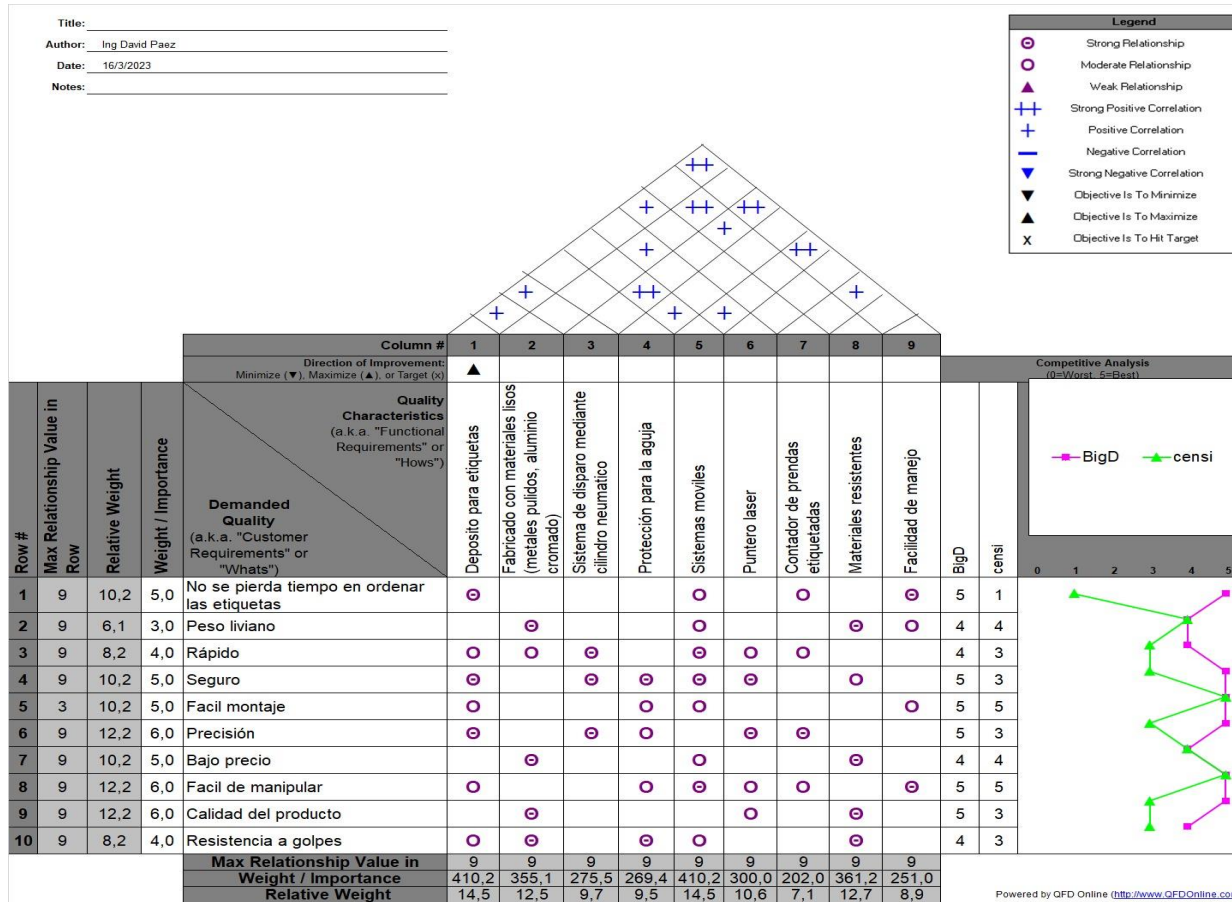 Title:
Author: Ing David Paez
Date: 16/3/2023
Notes:
Legend
Strong Relationship
Moderate Relationship
Weak Relationship
Strong Positive Correlation
Positive Correlation
Negative Correlation
Strong Negative Correlation
Objective Is To Minimize
Objective Is To Maximize
X Objective Is To Hit Target
Column # 1 2 3 4 5 6 7 8 9
Direction of Improvement:
Minimize (▼), Maximize (▲), or Target (x) ▲
Competitive Analysis
(0=Worst, 5=Best)
Row #
Max Relationship Value in
Row
Relative Weight
Weight / Importance
Quality
Characteristics
(a.k.a. "Functional
Requirements" or
"Hows")
Demanded
Quality
(a.k.a. "Customer
Requirements" or
"Whats")
Deposito para etiquetas
Fabricado con materiales lisos
(metales pulidos, aluminio
cromado)
Sistema de disparo mediante
cilindro neumatico
Protección para la aguja
Sistemas moviles
Puntero laser
Contador de prendas
etiquetadas
Materiales resistentes
Facilidad de manejo
BigD
censi
BigD censi
0 1 2 3 4 5
1 9 10,2 5,0 No se pierda tiempo en ordenar
las etiquetas 5 1
2 9 6,1 3,0 Peso liviano 4 4
3 9 8,2 4,0 Rápido 4 3
4 9 10,2 5,0 Seguro 5 3
5 3 10,2 5,0 Facil montaje 5 5
6 9 12,2 6,0 Precisión 5 3
7 9 10,2 5,0 Bajo precio 4 4
8 9 12,2 6,0 Facil de manipular 5 5
9 9 12,2 6,0 Calidad del producto 5 3
10 9 8,2 4,0 Resistencia a golpes 4 3
Max Relationship Value in 9 9 9 9 9 9 9 9 9
Weight / Importance 410,2 355,1 275,5 269,4 410,2 300,0 202,0 361,2 251,0
Relative Weight 14,5 12,5 9,7 9,5 14,5 10,6 7,1 12,7 8,9
Powered by QFD Online (http://www.QFDOnline.co